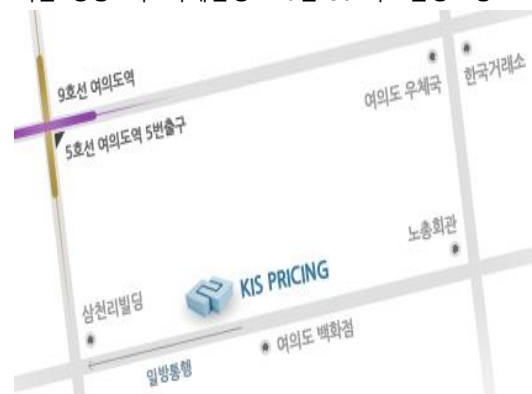 9호선 여의도역
5호선 여의도역 5번출구
여의도 우체국
한국거래소
노총회관
KIS PRICING
삼천리빌딩
여의도 백화점
일방통행